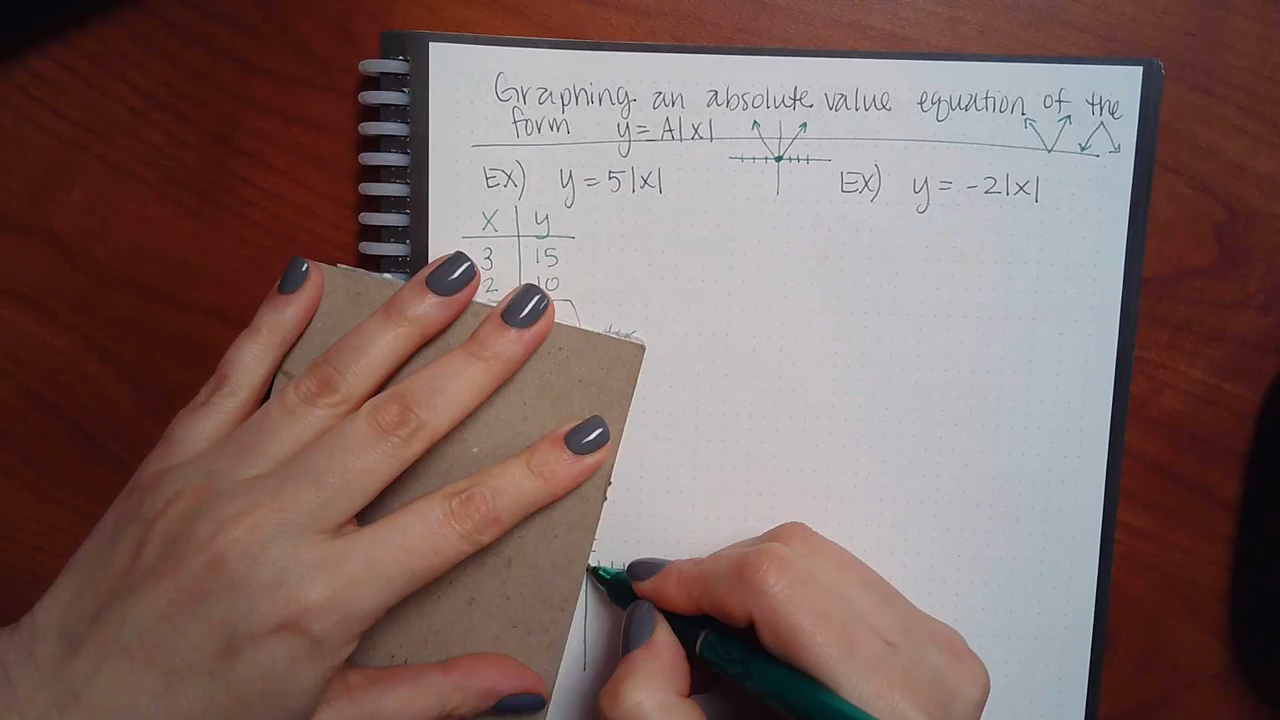 Graphing an absolute value equation of the
form y = A|x|
EX) y = 5|x|
EX) y = -2|x|
x y
3 15
2 10